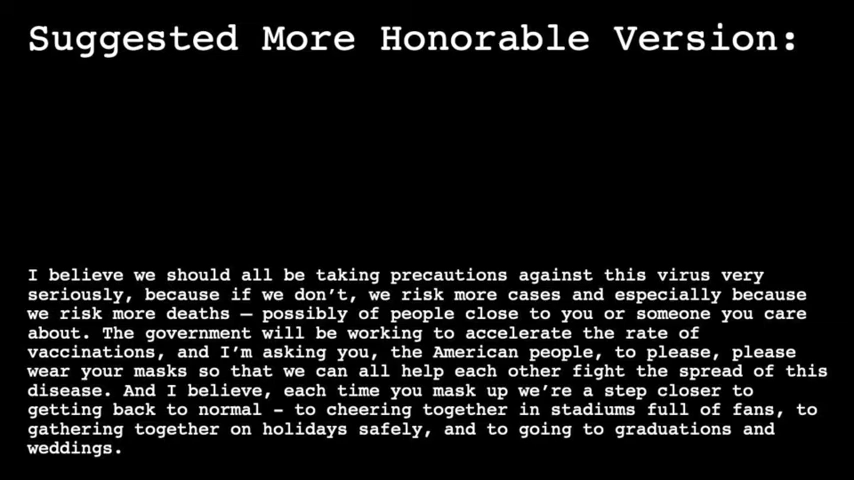 Suggested More Honorable Version:
I believe we should all be taking precautions against this virus very
seriously, because if we don't, we risk more cases and especially because
we risk more deaths — possibly of people close to you or someone you care
about. The government will be working to accelerate the rate of
vaccinations, and I'm asking you, the American people, to please, please
wear your masks so that we can all help each other fight the spread of this
disease. And I believe, each time you mask up we're a step closer to
getting back to normal – to cheering together in stadiums full of fans, to
gathering together on holidays safely, and to going to graduations and
weddings.